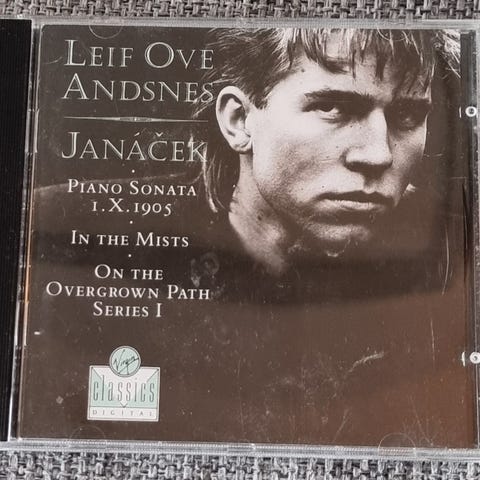 LEIF OVE
ANDSNES
JANÁČEK
PIANO SONATA
1.X.1905
IN THE MISTS
ON THE
OVERGROWN PATH
SERIES I
Virgin
classics
DIGITAL